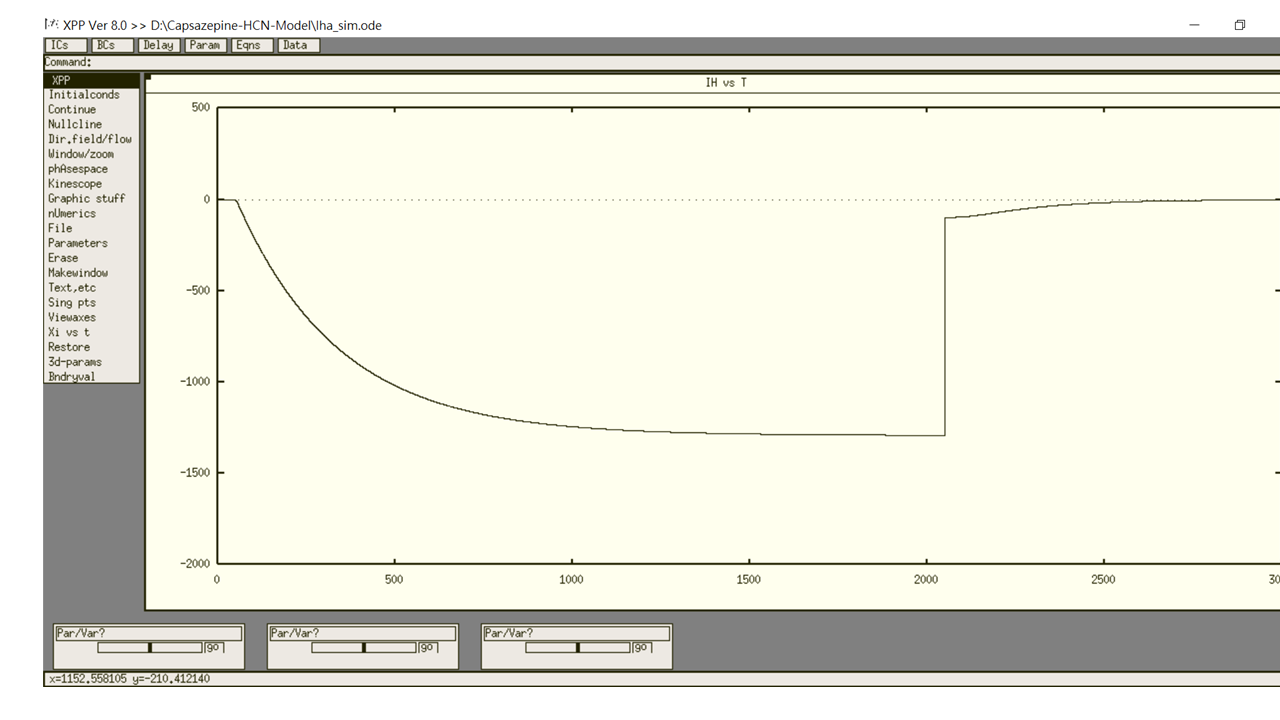 XPP Ver 8.0 >> D:\Capsazepine-HCN-Model\Iha_sim.ode
ICs BCs Delay Param Eqns Data
Command:
XPP
Initialconds
Continue
Nullcline
Dir.field/flow
Window/zoom
phAsespace
Kinescope
Graphic stuff
nUmerics
File
Parameters
Erase
Makewindow
Text,etc
Sing pts
Viewaxes
Xi vs t
Restore
3d-params
Bndryval
IH vs T
500
0
-500
-1000
-1500
-2000
0 500 1000 1500 2000 2500 30
Par/Var? Par/Var? Par/Var?
go go go
x=1152.558105 y=-210.412140